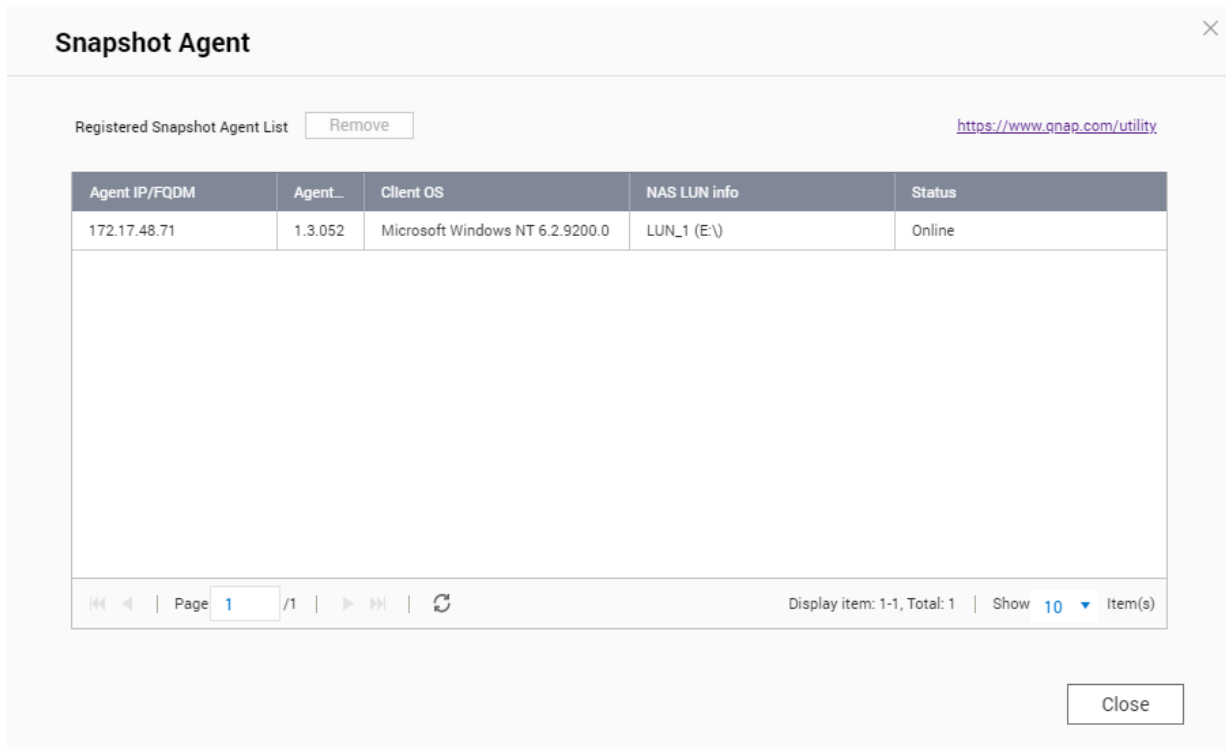 Snapshot Agent
Registered Snapshot Agent List Remove https://www.qnap.com/utility
Agent IP/FQDM Agent... Client OS NAS LUN info Status
172.17.48.71 1.3.052 Microsoft Windows NT 6.2.9200.0 LUN_1 (E:\) Online
Page 1 /1 Display item: 1-1, Total: 1 Show 10 Item(s)
Close